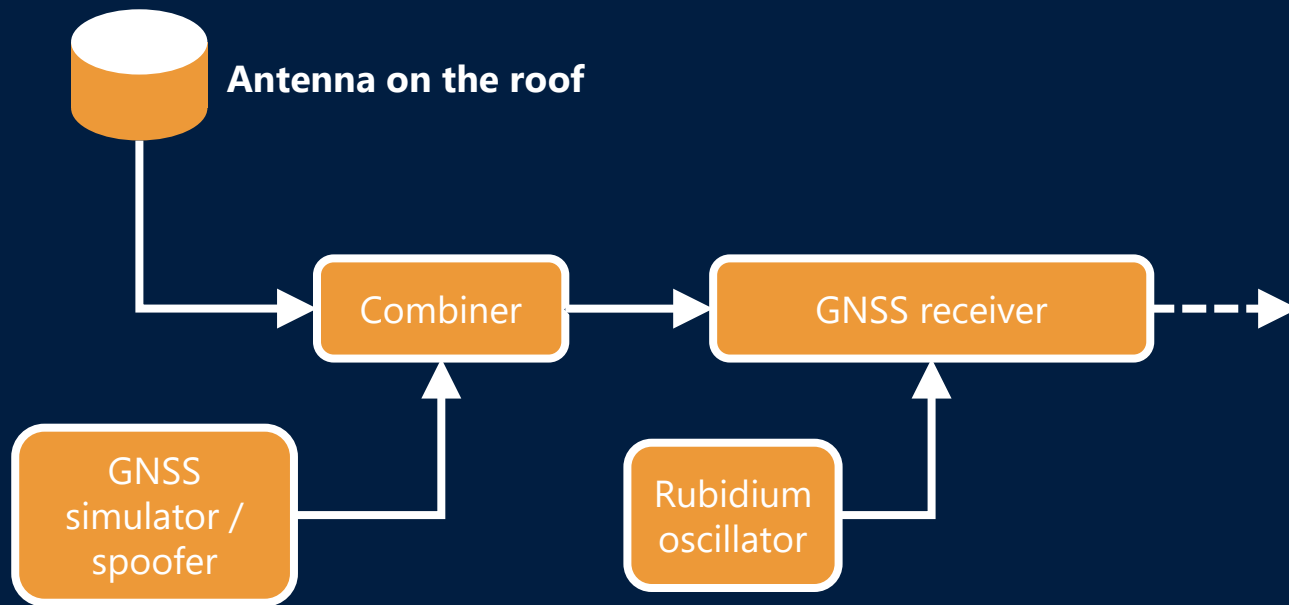 Antenna on the roof
Combiner
GNSS receiver
GNSS
simulator /
spoofer
Rubidium
oscillator